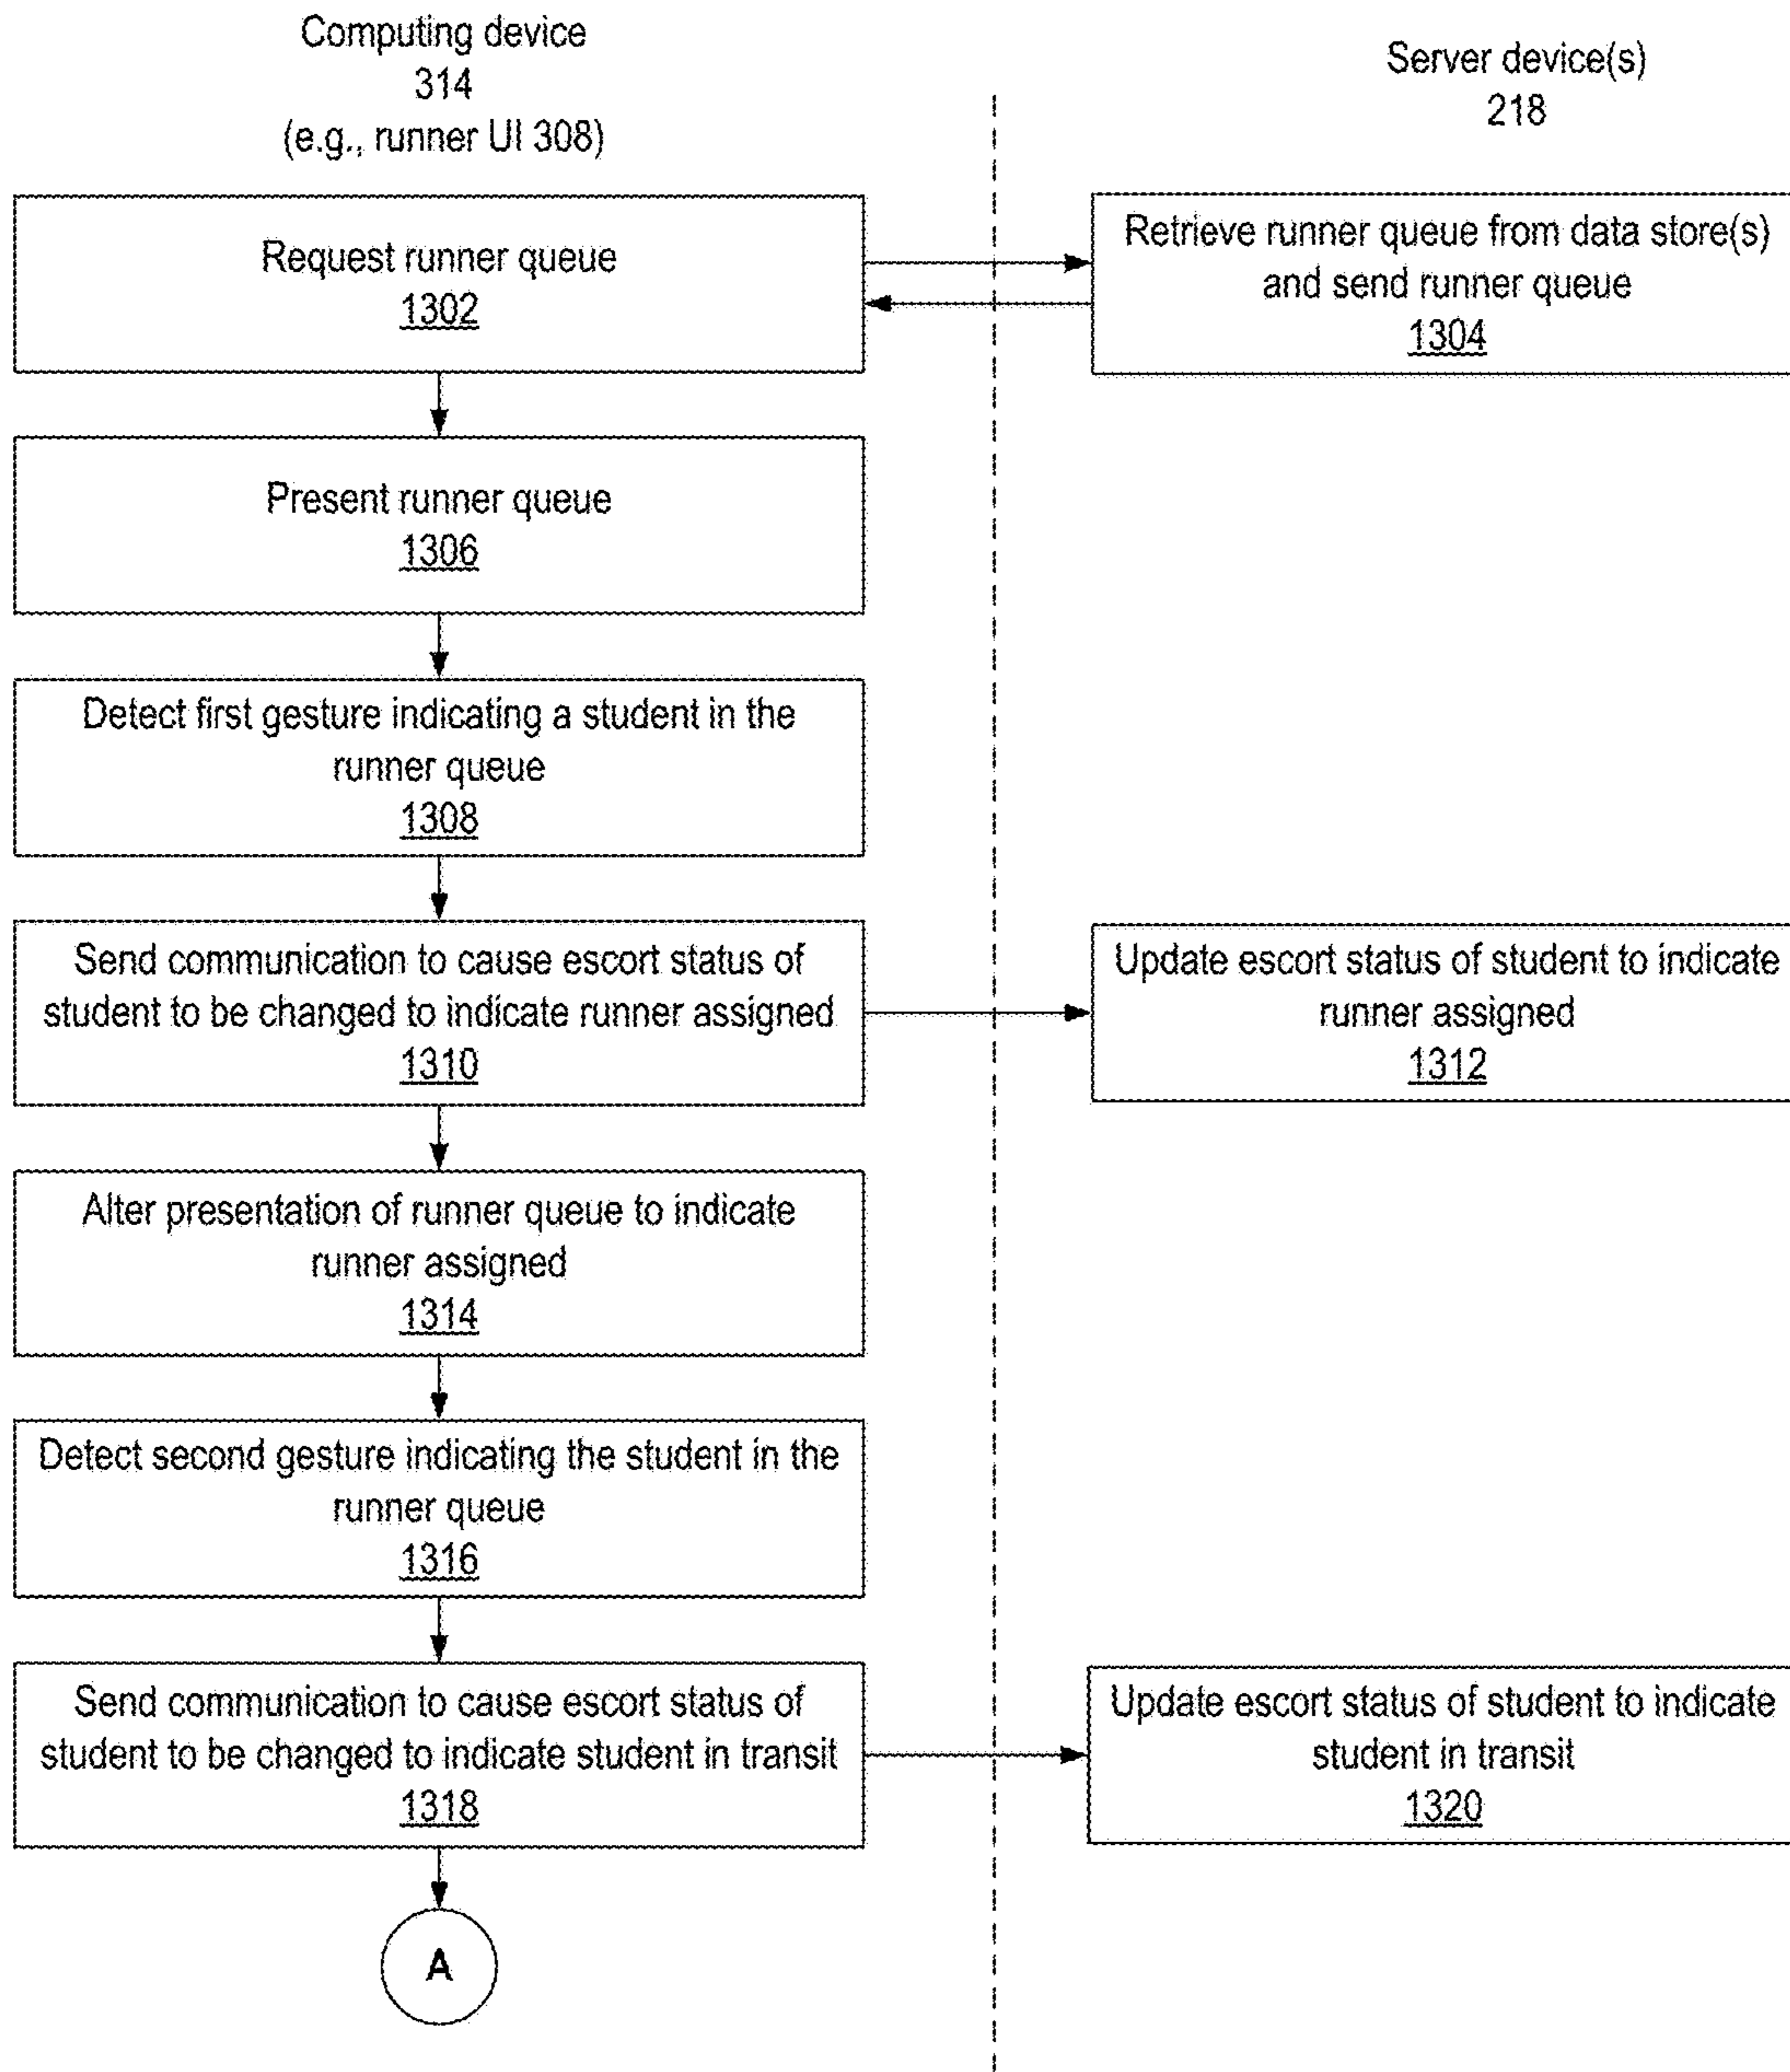 Computing device
314
(e.g., runner UI 308)
Server device(s)
218
Request runner queue
1302
Retrieve runner queue from data store(s)
and send runner queue
1304
Present runner queue
1306
Detect first gesture indicating a student in the
runner queue
1308
Send communication to cause escort status of
student to be changed to indicate runner assigned
1310
Update escort status of student to indicate
runner assigned
1312
Alter presentation of runner queue to indicate
runner assigned
1314
Detect second gesture indicating the student in the
runner queue
1316
Send communication to cause escort status of
student to be changed to indicate student in transit
1318
Update escort status of student to indicate
student in transit
1320
A